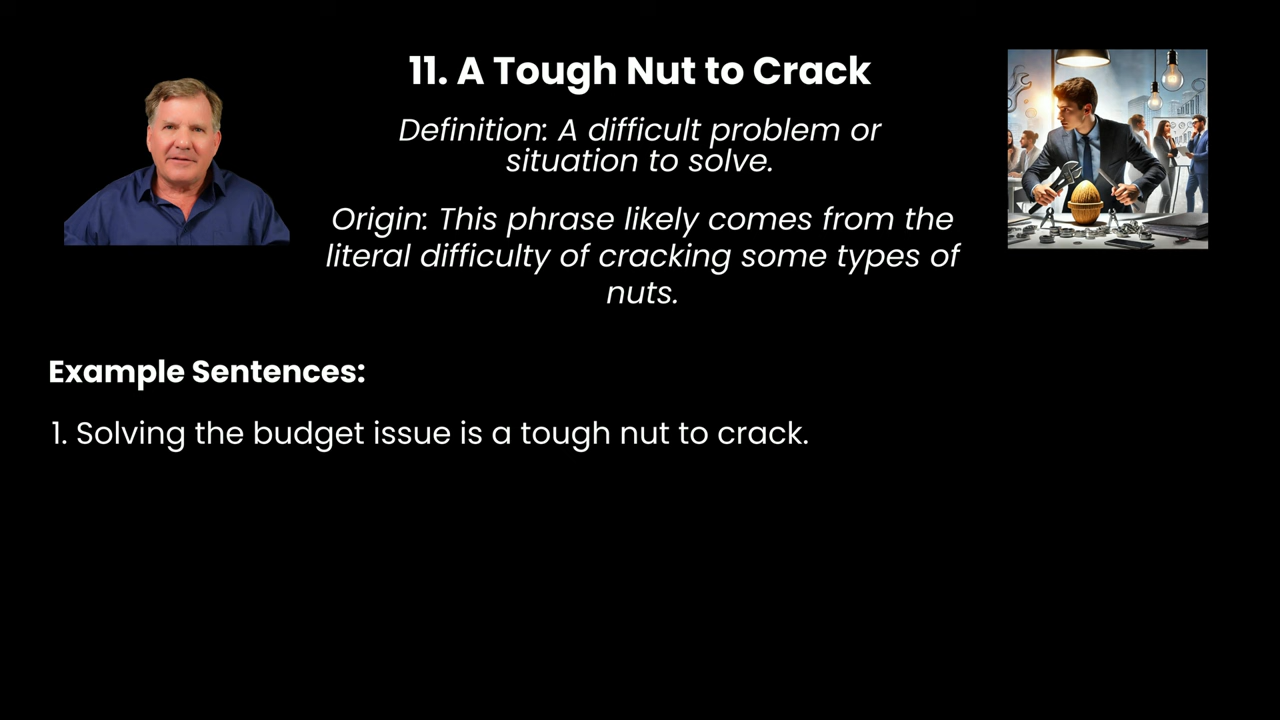 11. A Tough Nut to Crack
Definition: A difficult problem or
situation to solve.
Origin: This phrase likely comes from the
literal difficulty of cracking some types of
nuts.
Example Sentences:
1. Solving the budget issue is a tough nut to crack.